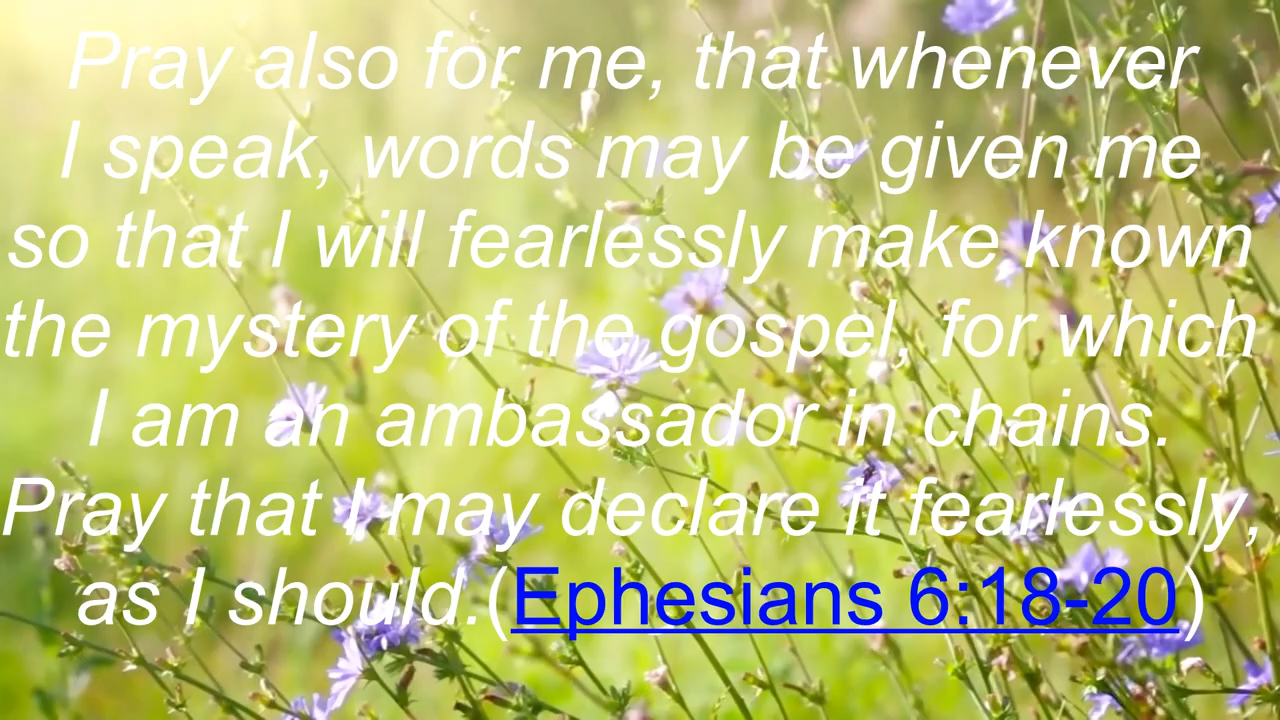 Pray also for me, that whenever
I speak, words may be given me
so that I will fearlessly make known
the mystery of the gospel, for which
I am an ambassador in chains.
Pray that I may declare it fearlessly,
as I should.(Ephesians 6:18-20)